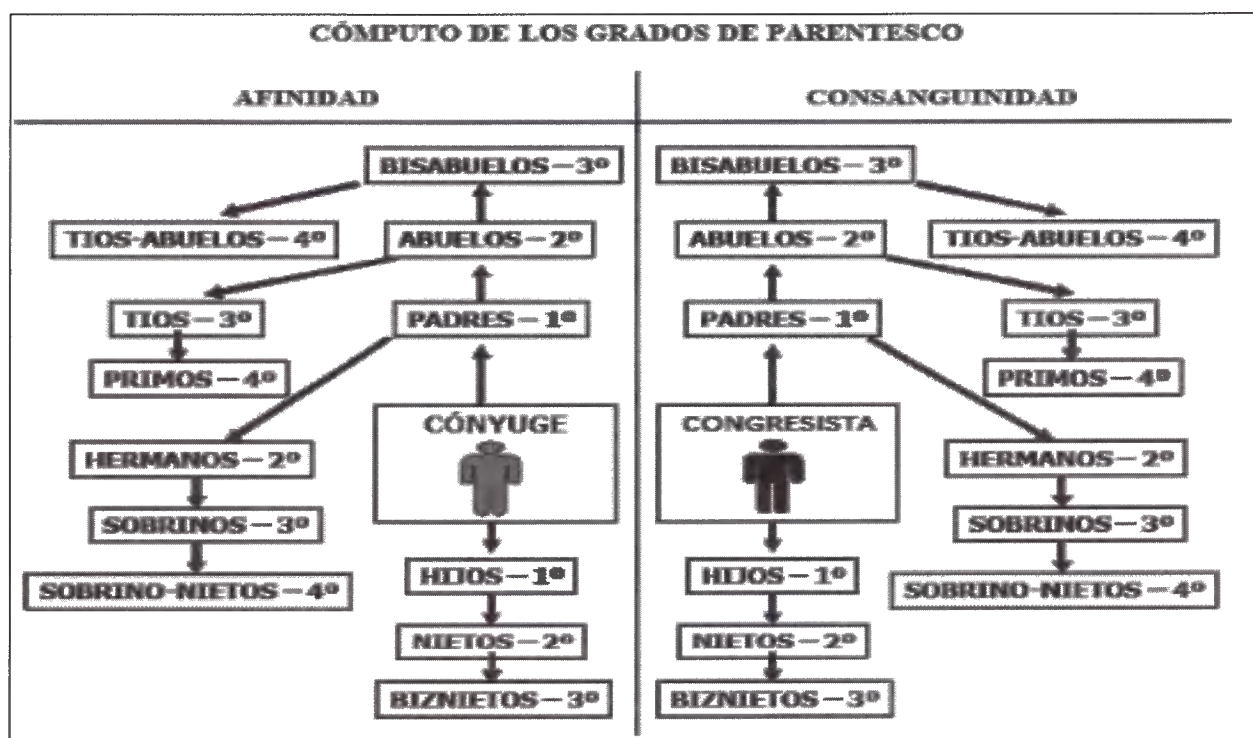 CÓMPUTO DE LOS GRADOS DE PARENTESCO
AFINIDAD
BISABUELOS – 3º
TIOS-ABUELOS – 4º
ABUELOS – 2º
TIOS – 3º
PADRES – 1º
PRIMOS – 4º
CÓNYUGE
HERMANOS – 2º
SOBRINOS – 3º
HIJOS – 1º
SOBRINO-NIETOS – 4º
NIETOS – 2º
BIZNIETOS – 3º
CONSANGUINIDAD
BISABUELOS – 3º
ABUELOS – 2º
TIOS-ABUELOS – 4º
PADRES – 1º
TIOS – 3º
PRIMOS – 4º
CONGRESISTA
HERMANOS – 2º
SOBRINOS – 3º
HIJOS – 1º
SOBRINO-NIETOS – 4º
NIETOS – 2º
BIZNIETOS – 3º